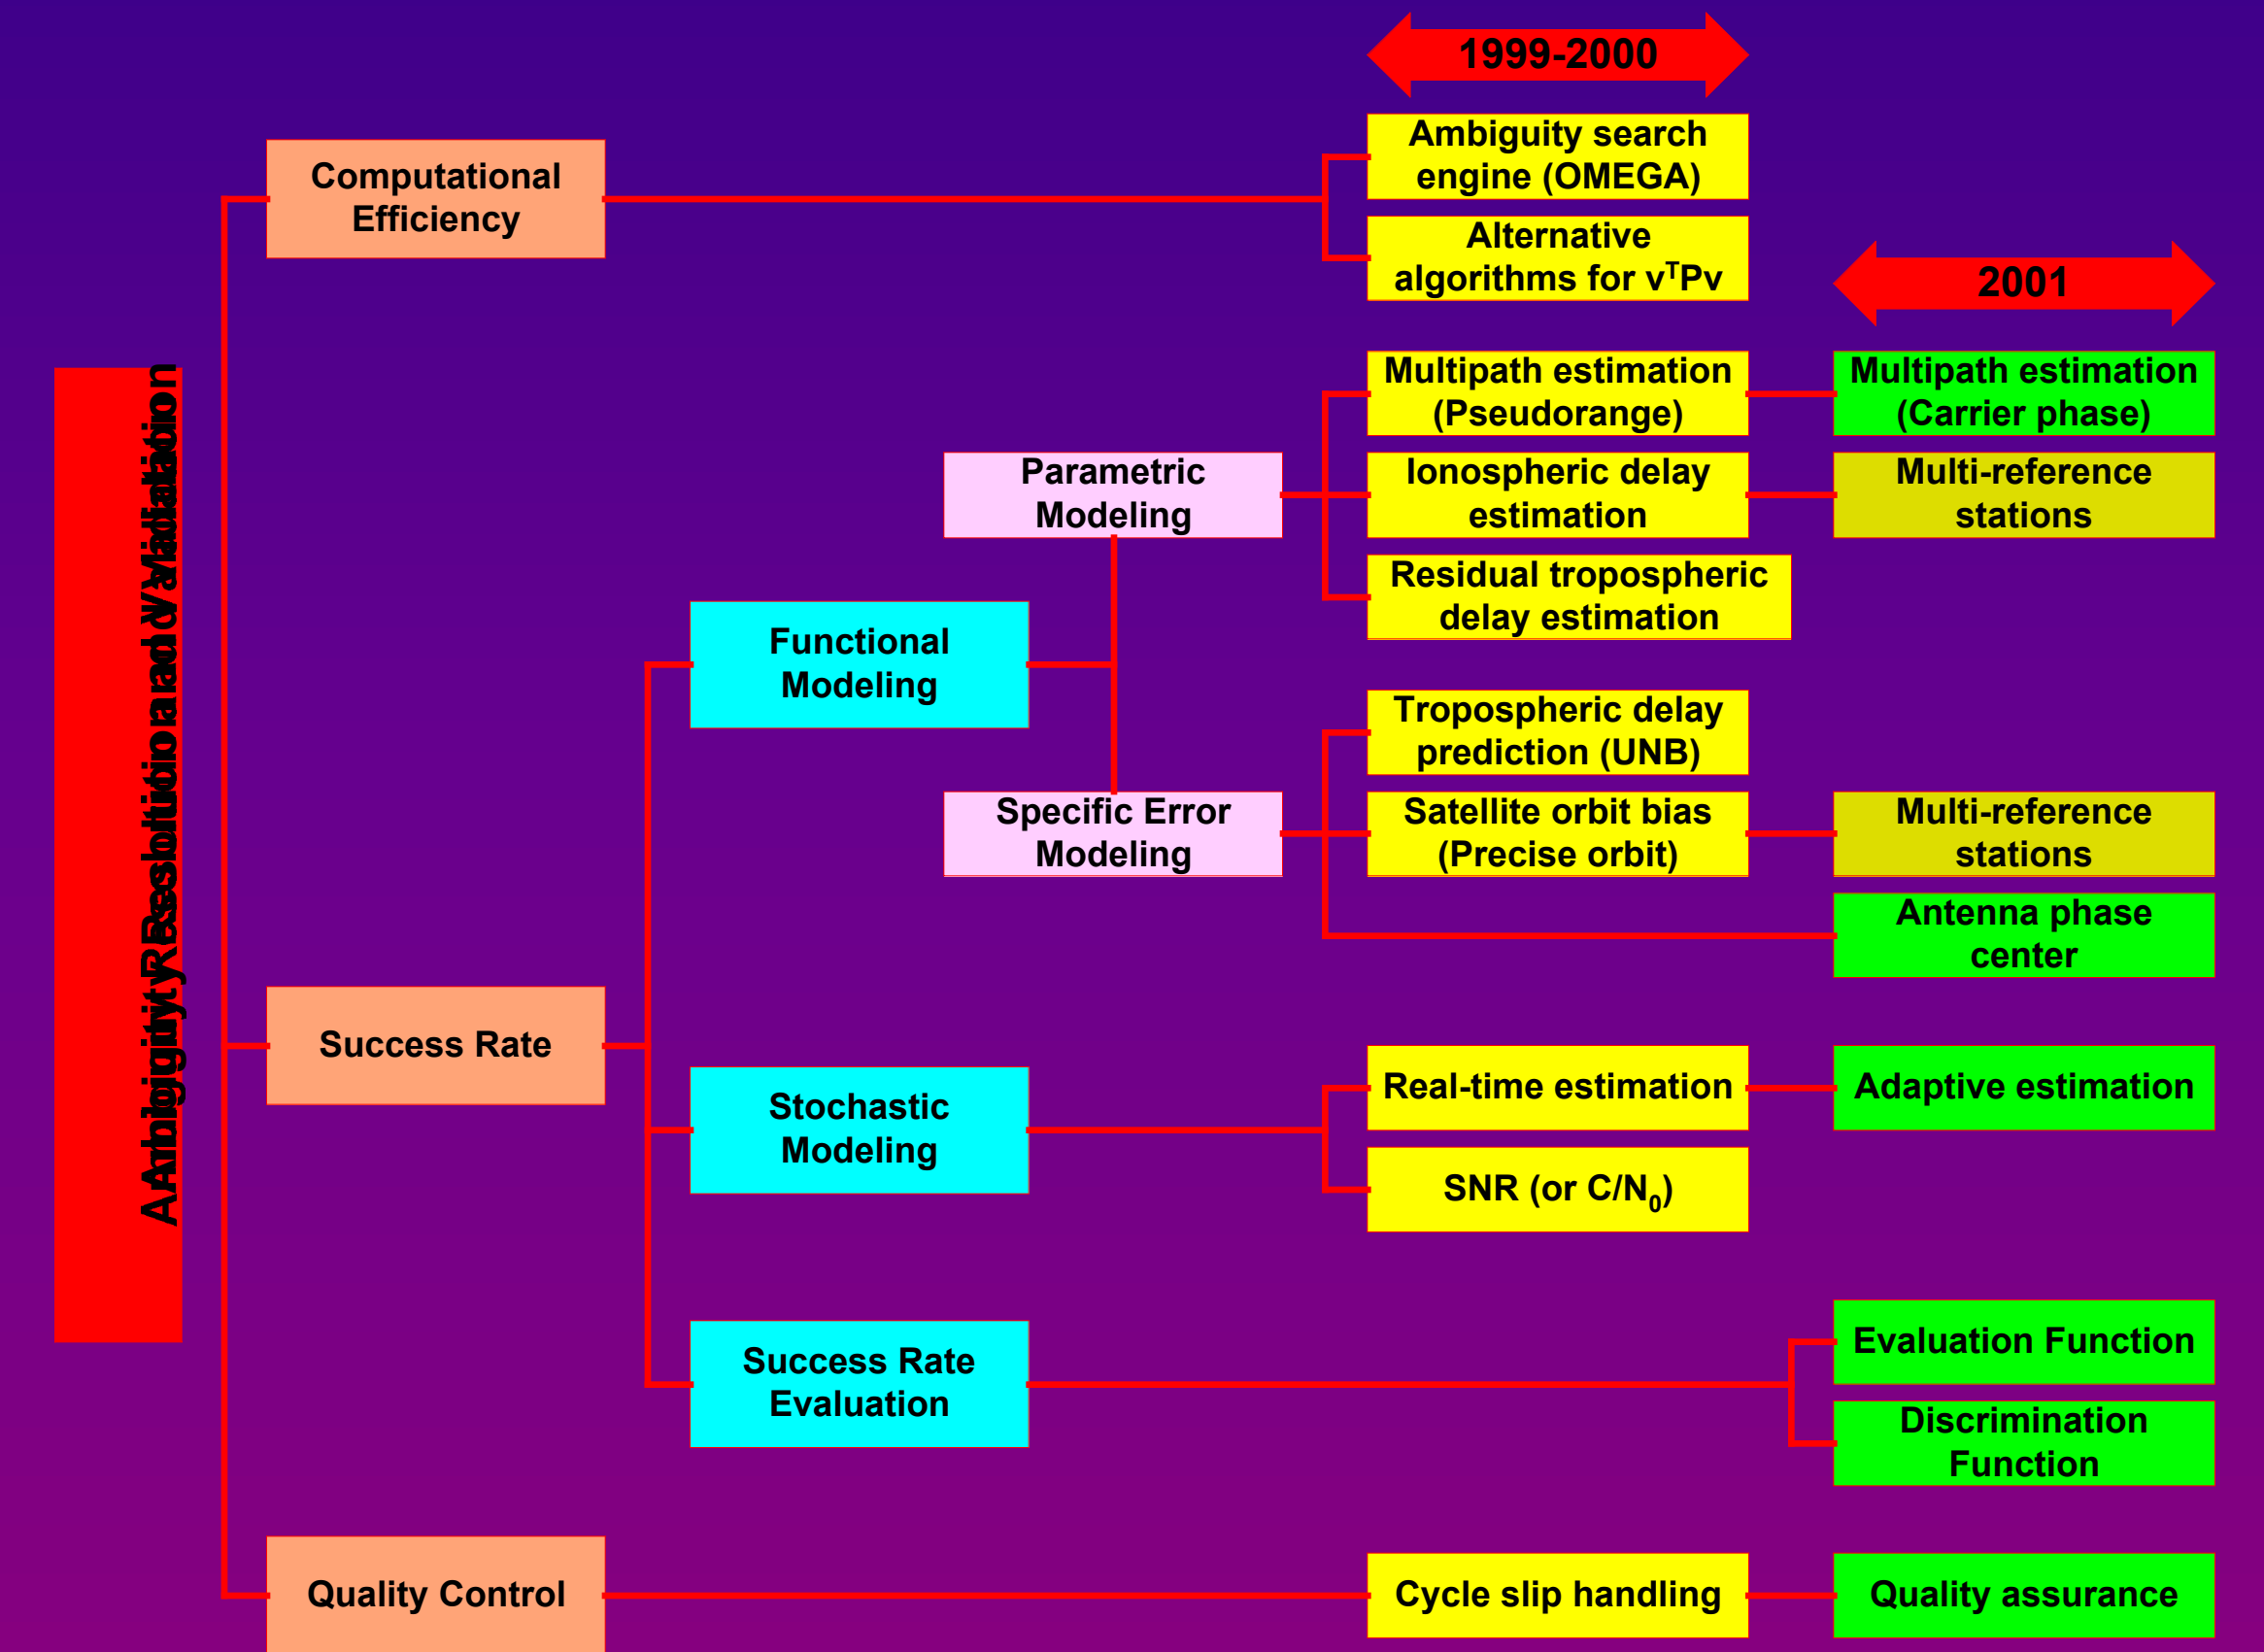 1999-2000
Ambiguity search
engine (OMEGA)
Computational
Efficiency
Alternative
algorithms for vᵀPv
2001
Ambiguity Resolution and Validation
Multipath estimation
(Pseudorange)
Multipath estimation
(Carrier phase)
Parametric
Modeling
Ionospheric delay
estimation
Multi-reference
stations
Residual tropospheric
delay estimation
Functional
Modeling
Tropospheric delay
prediction (UNB)
Specific Error
Modeling
Satellite orbit bias
(Precise orbit)
Multi-reference
stations
Antenna phase
center
Success Rate
Stochastic
Modeling
Real-time estimation
Adaptive estimation
SNR (or C/N₀)
Success Rate
Evaluation
Evaluation Function
Discrimination
Function
Quality Control
Cycle slip handling
Quality assurance